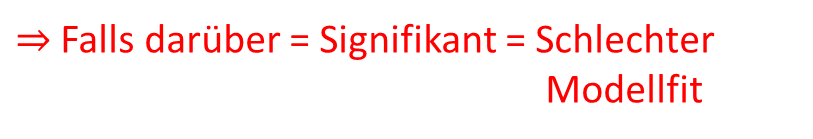 ⇒ Falls darüber = Signifikant = Schlechter
Modellfit